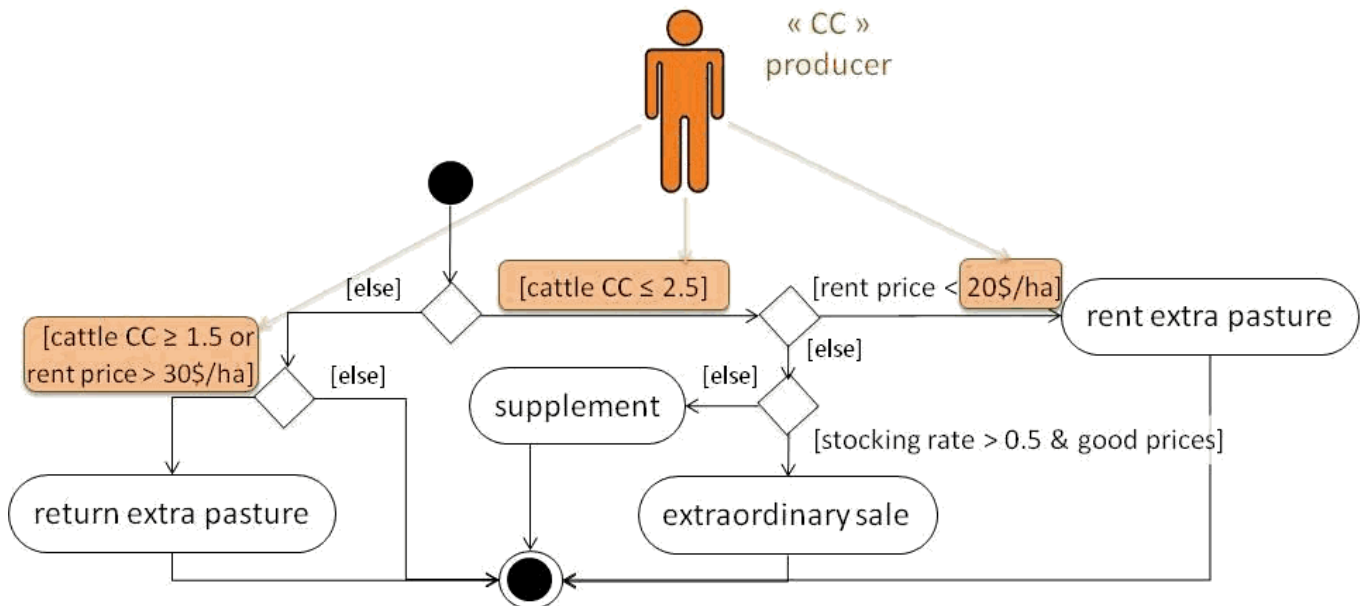 « CC »
producer
[else]
[cattle CC ≤ 2.5]
[rent price < 20$/ha]
rent extra pasture
[cattle CC ≥ 1.5 or
rent price > 30$/ha]
[else]
[else]
[else]
supplement
[stocking rate > 0.5 & good prices]
return extra pasture
extraordinary sale